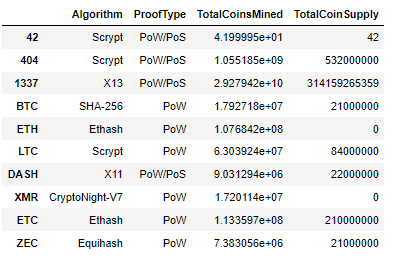 Algorithm ProofType TotalCoinsMined TotalCoinSupply
42 Scrypt PoW/PoS 4.199995e+01 42
404 Scrypt PoW/PoS 1.055185e+09 532000000
1337 X13 PoW/PoS 2.927942e+10 314159265359
BTC SHA-256 PoW 1.792718e+07 21000000
ETH Ethash PoW 1.076842e+08 0
LTC Scrypt PoW 6.303924e+07 84000000
DASH X11 PoW/PoS 9.031294e+06 22000000
XMR CryptoNight-V7 PoW 1.720114e+07 0
ETC Ethash PoW 1.133597e+08 210000000
ZEC Equihash PoW 7.383056e+06 21000000